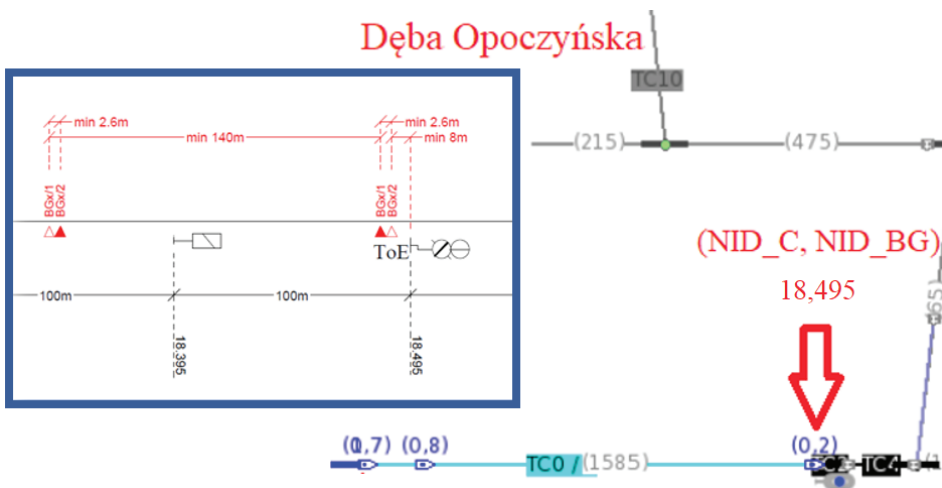 Dęba Opoczyńska
TC10
min 2.6m
min 2.6m
min 140m
min 8m
(215)
(475)
BGx/1
BGx/2
BGx/1
BGx/2
ToE
(NID_C, NID_BG)
18,495
100m
100m
18.395
18.495
(0,8)
(0,2)
TC0 / (1585)
TC4